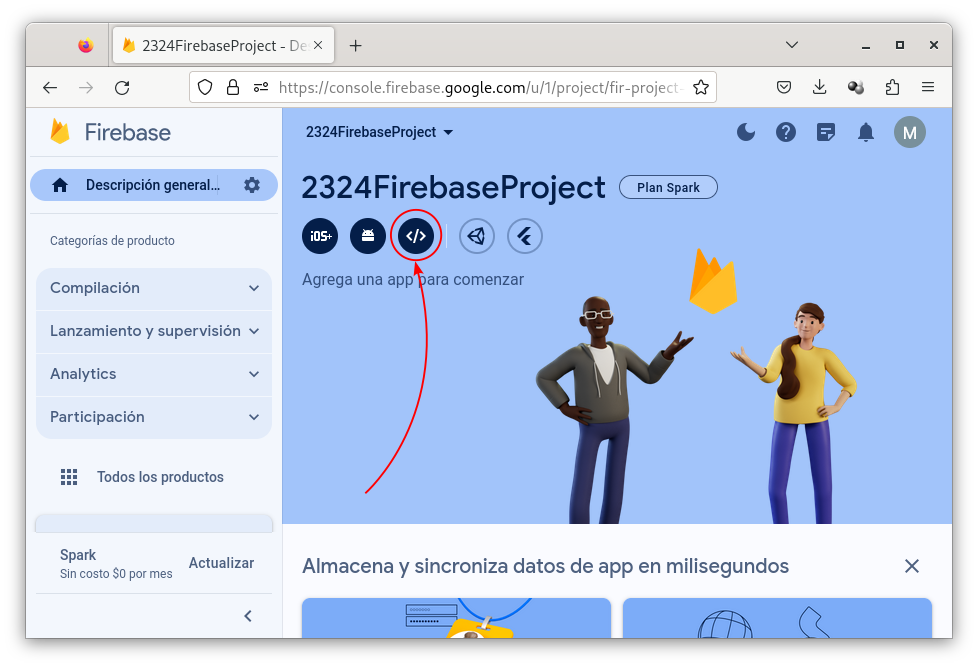 2324FirebaseProject - De
https://console.firebase.google.com/u/1/project/fir-project-
Firebase
2324FirebaseProject
M
Descripción general...
2324FirebaseProject
Plan Spark
Categorías de producto
iOS+
</>
Agrega una app para comenzar
Compilación
Lanzamiento y supervisión
Analytics
Participación
Todos los productos
Spark
Sin costo $0 por mes
Actualizar
Almacena y sincroniza datos de app en milisegundos